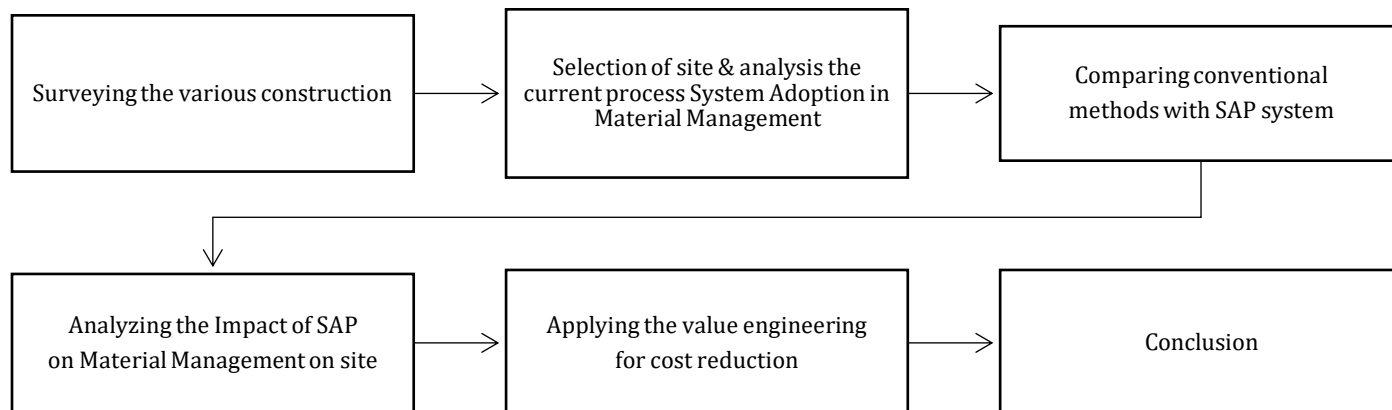 Surveying the various construction
Selection of site & analysis the
current process System Adoption in
Material Management
Comparing conventional
methods with SAP system
Analyzing the Impact of SAP
on Material Management on site
Applying the value engineering
for cost reduction
Conclusion